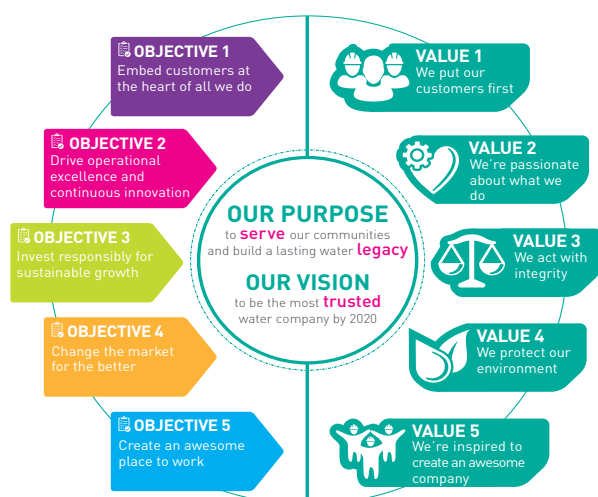 OBJECTIVE 1
Embed customers at
the heart of all we do
OBJECTIVE 2
Drive operational
excellence and
continuous innovation
OBJECTIVE 3
Invest responsibly for
sustainable growth
OBJECTIVE 4
Change the market
for the better
OBJECTIVE 5
Create an awesome
place to work
OUR PURPOSE
to serve our communities
and build a lasting water legacy
OUR VISION
to be the most trusted
water company by 2020
VALUE 1
We put our
customers first
VALUE 2
We're passionate
about what we
do
VALUE 3
We act with
integrity
VALUE 4
We protect our
environment
VALUE 5
We're inspired to
create an awesome
company